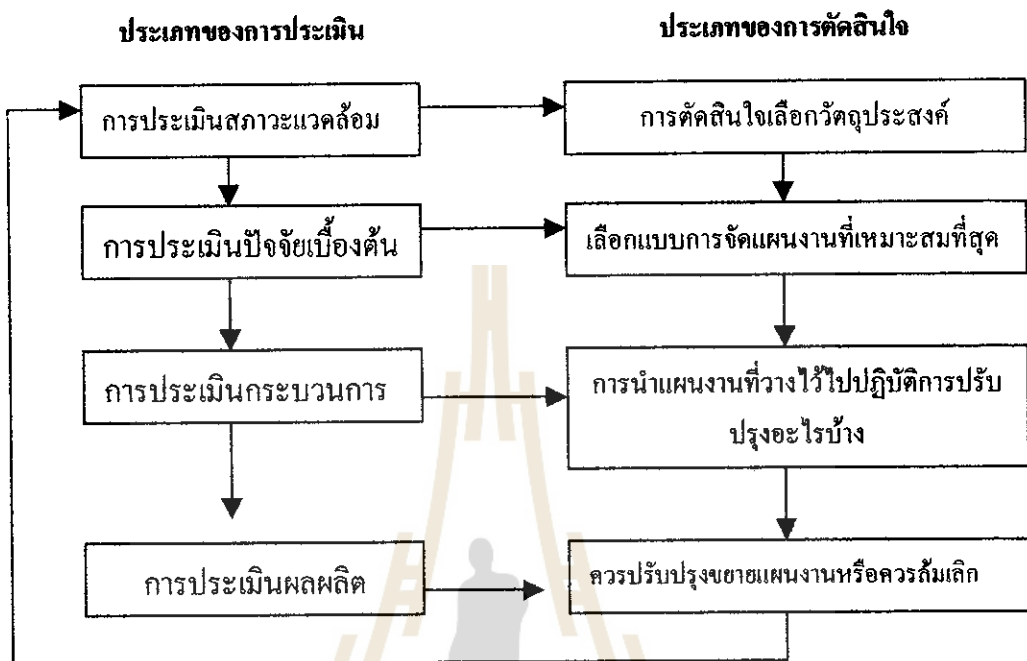 ประเภทของการประเมิน
ประเภทของการตัดสินใจ
การประเมินสภาวะแวดล้อม
การตัดสินใจเลือกวัตถุประสงค์
การประเมินปัจจัยเบื้องต้น
เลือกแบบการจัดแผนงานที่เหมาะสมที่สุด
การประเมินกระบวนการ
การนำแผนงานที่วางไว้ไปปฏิบัติการปรับ
ปรุงอะไรบ้าง
การประเมินผลผลิต
ควรปรับปรุงขยายแผนงานหรือควรล้มเลิก